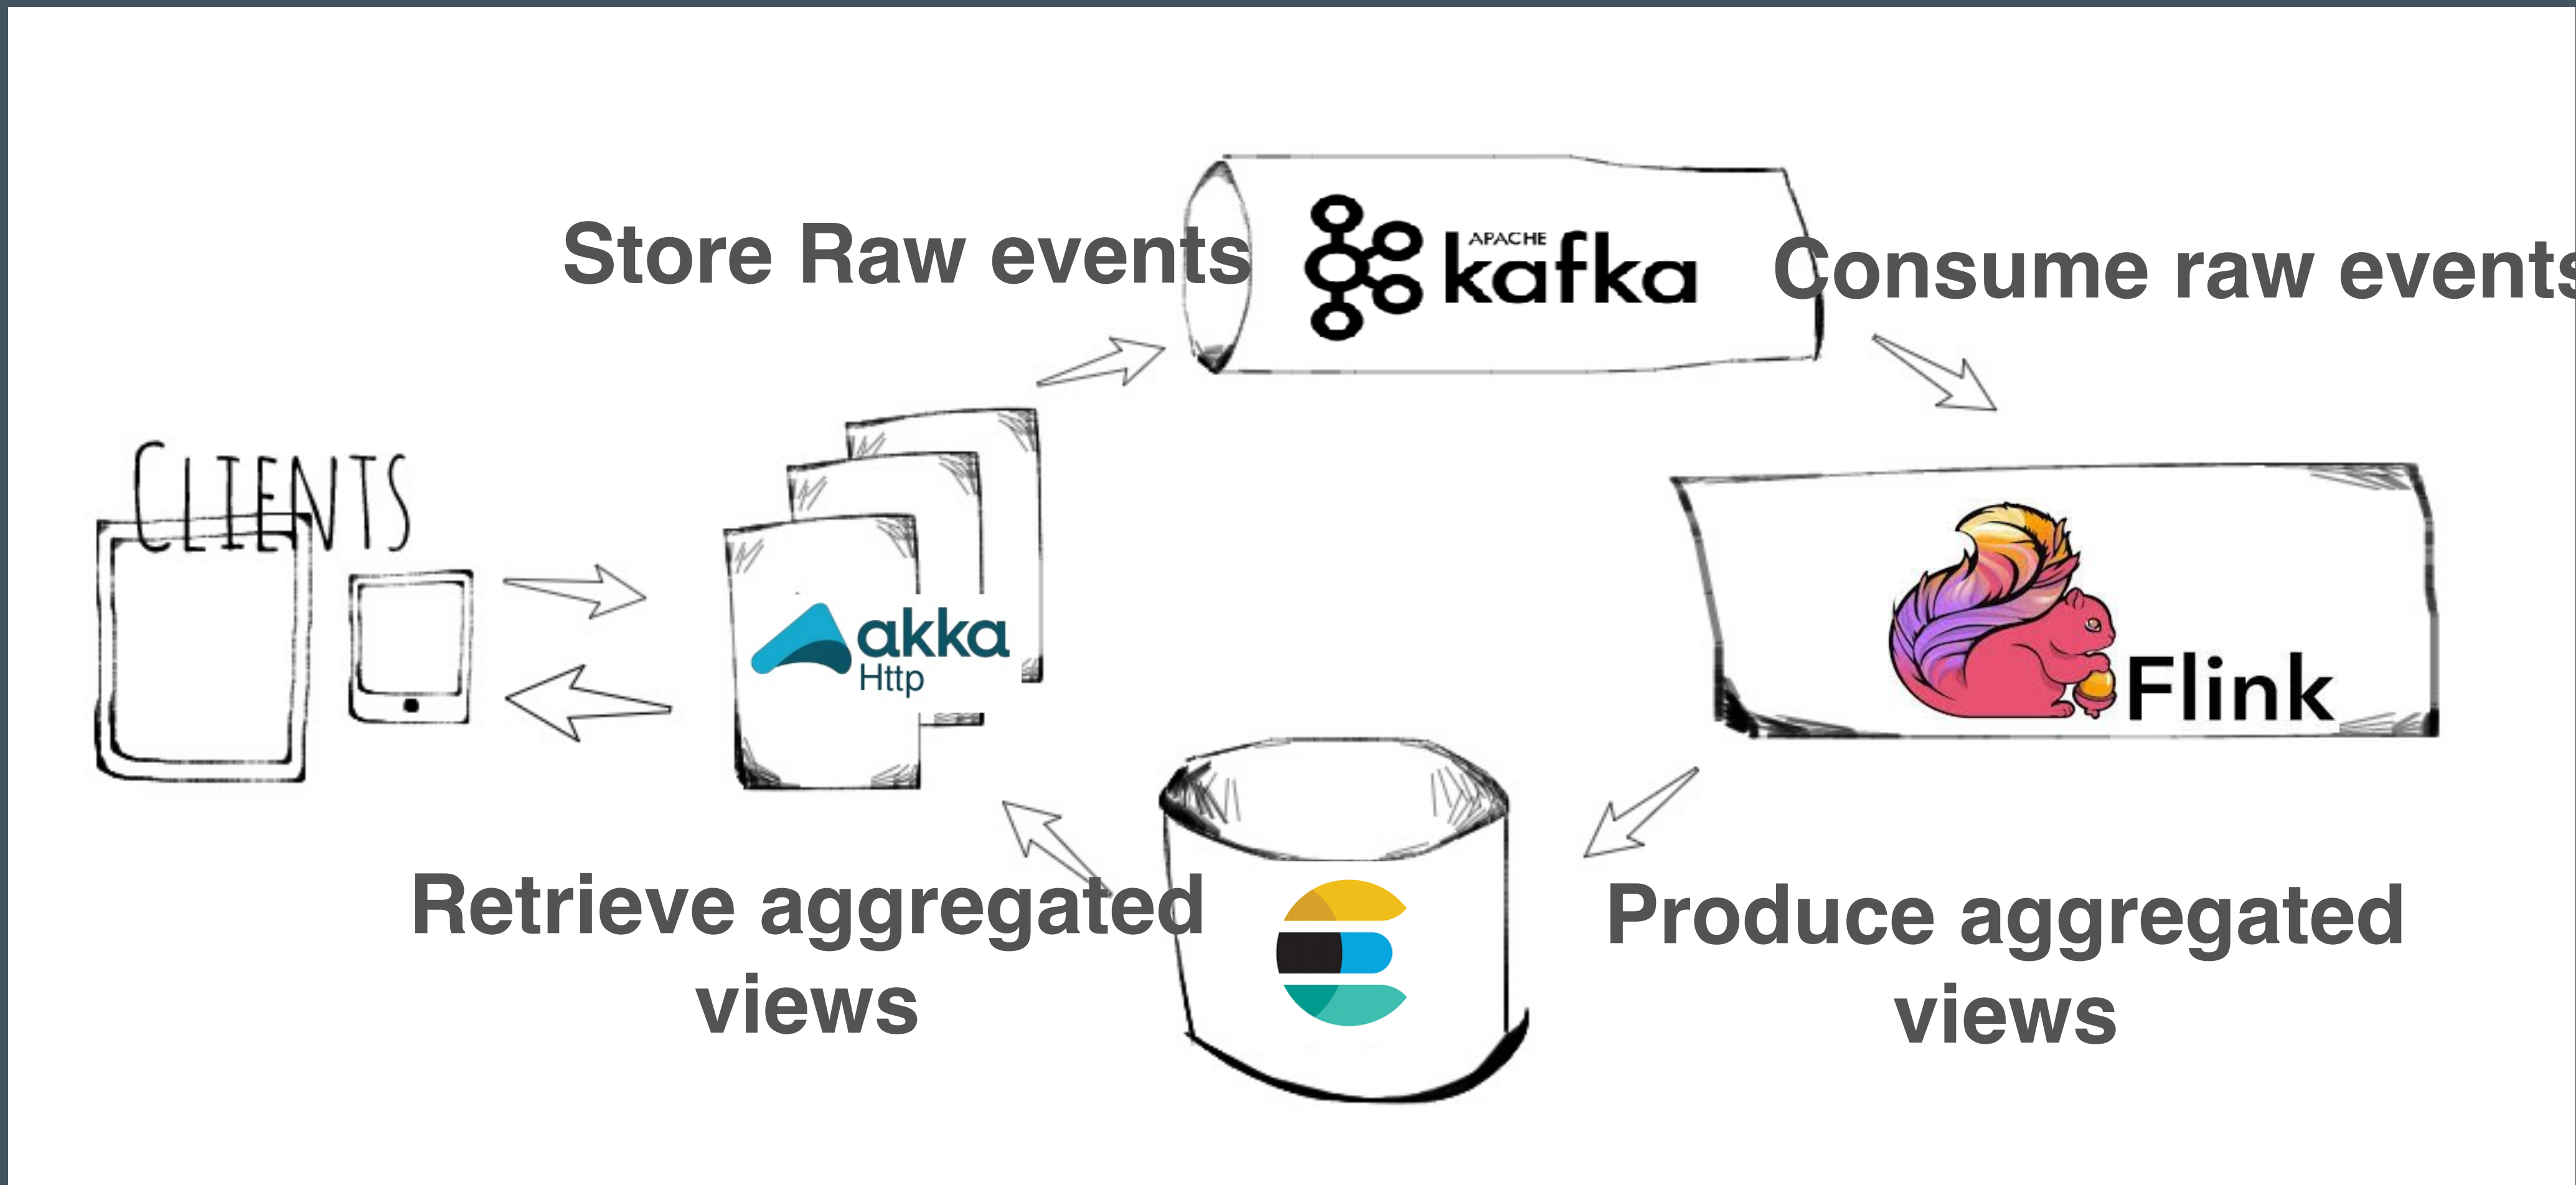 Store Raw events
APACHE
kafka
Consume raw events
CLIENTS
akka
Http
Flink
Retrieve aggregated
views
Produce aggregated
views